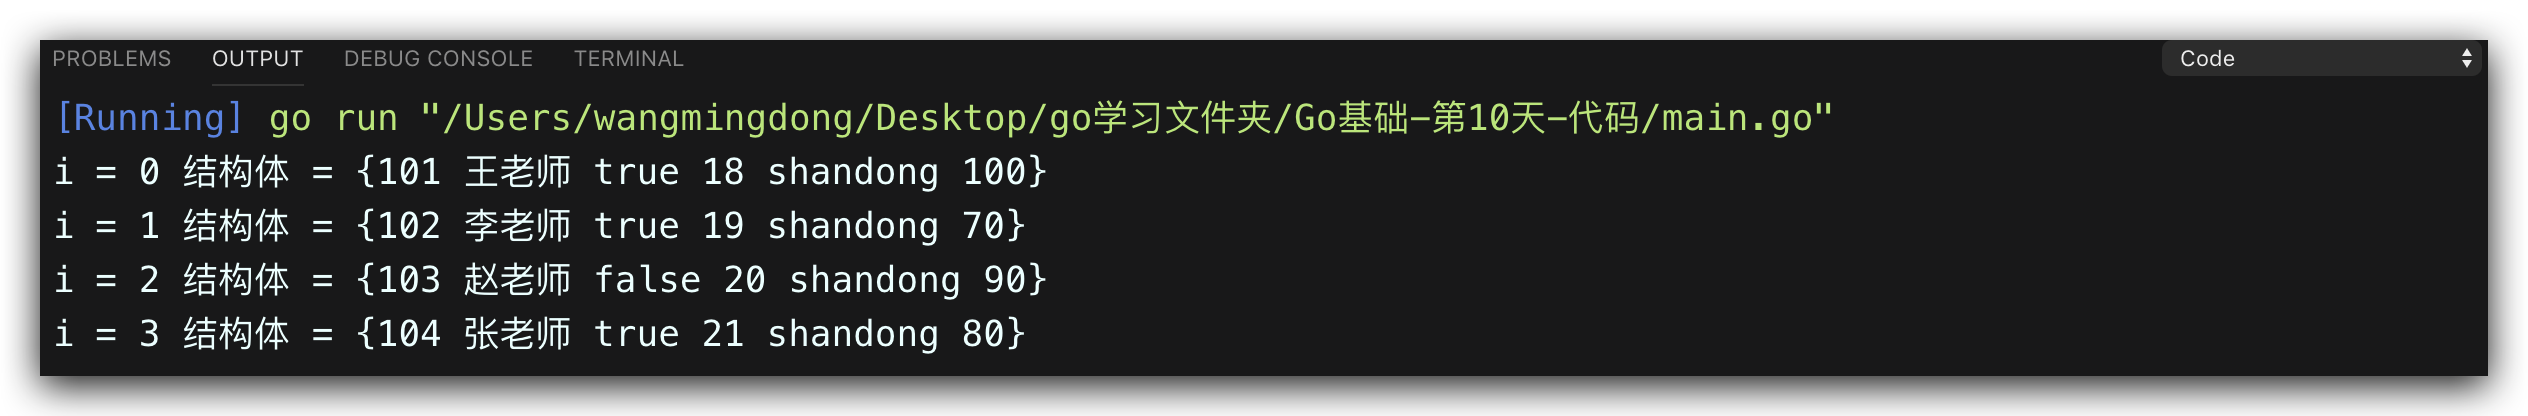 PROBLEMS OUTPUT DEBUG CONSOLE TERMINAL Code
[Running] go run "/Users/wangmingdong/Desktop/go学习文件夹/Go基础-第10天-代码/main.go"
i = 0 结构体 = {101 王老师 true 18 shandong 100}
i = 1 结构体 = {102 李老师 true 19 shandong 70}
i = 2 结构体 = {103 赵老师 false 20 shandong 90}
i = 3 结构体 = {104 张老师 true 21 shandong 80}